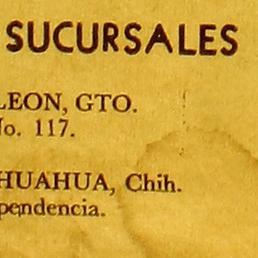 SUCURSALES
LEON, GTO.
No. 117.
HUAHUA, Chih.
pendencia.